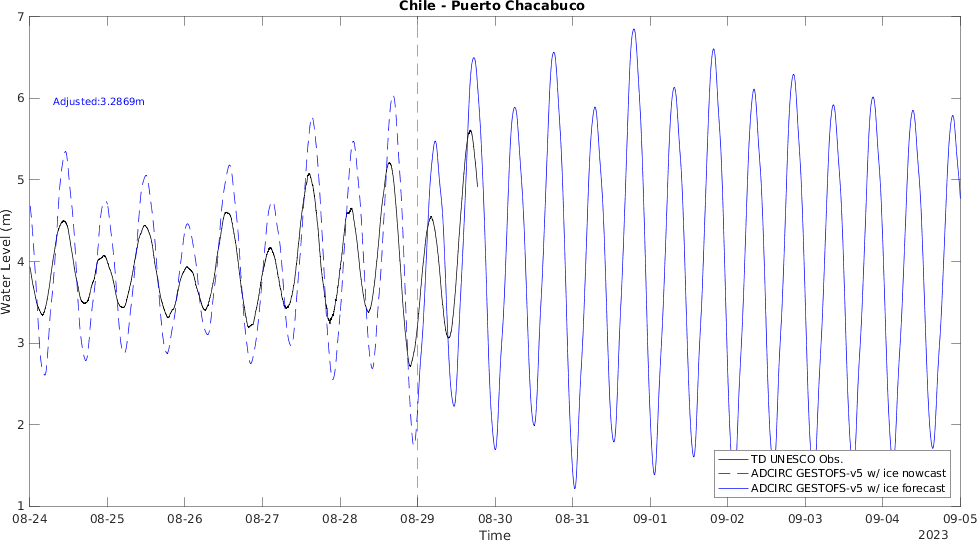 Chile - Puerto Chacabuco
7
6
5
4
3
2
1
Water Level (m)
Adjusted:3.2869m
TD UNESCO Obs.
ADCIRC GESTOFS-v5 w/ ice nowcast
ADCIRC GESTOFS-v5 w/ ice forecast
08-24 08-25 08-26 08-27 08-28 08-29 08-30 08-31 09-01 09-02 09-03 09-04 09-05
Time
2023